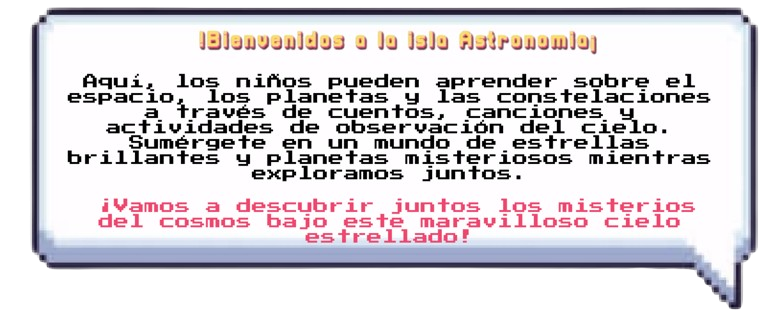 !Bienvenidos a la Isla Astronomia¡
Aquí, los niños pueden aprender sobre el
espacio, los planetas y las constelaciones
a través de cuentos, canciones y
actividades de observación del cielo.
Sumérgete en un mundo de estrellas
brillantes y planetas misteriosos mientras
exploramos juntos.
¡Vamos a descubrir juntos los misterios
del cosmos bajo este maravilloso cielo
estrellado!